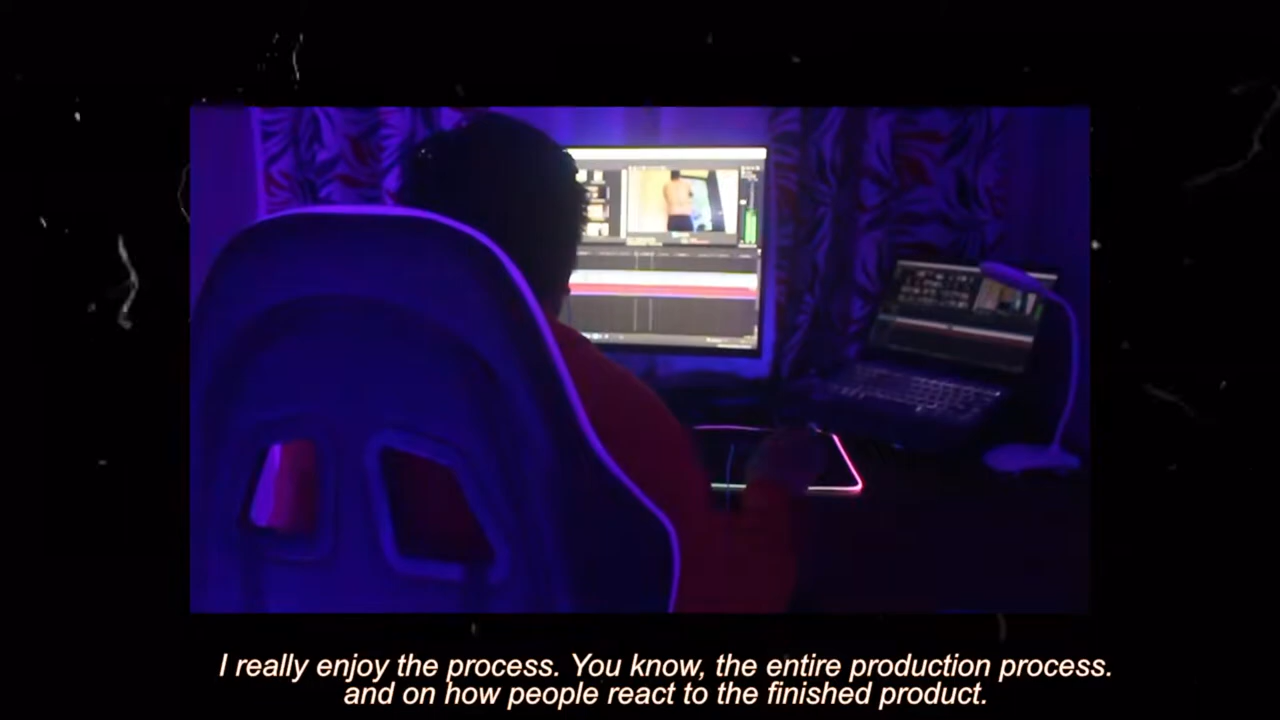 I really enjoy the process. You know, the entire production process.
and on how people react to the finished product.